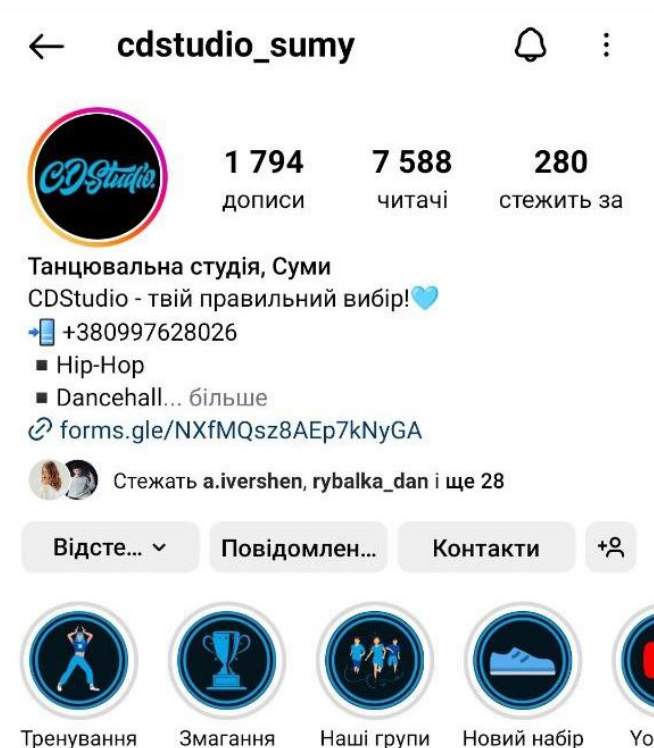 cdstudio_sumy
CDStudio.
1 794 7 588 280
дописи читачі стежить за
Танцювальна студія, Суми
CDStudio - твій правильний вибір!
+380997628026
▪ Hip-Hop
▪ Dancehall... більше
forms.gle/NXfMQsz8AEp7kNyGA
Стежать a.ivershen, rybalka_dan і ще 28
Відсте... Повідомлен... Контакти
Тренування Змагання Наші групи Новий набір Yo